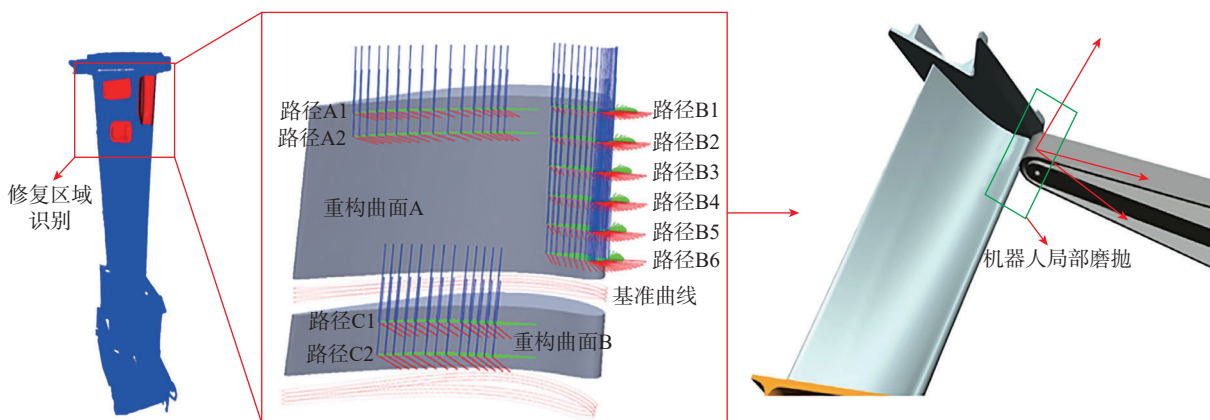 修复区域
识别
路径A1
路径A2
重构曲面A
路径B1
路径B2
路径B3
路径B4
路径B5
路径B6
基准曲线
路径C1
重构曲面B
路径C2
机器人局部磨抛